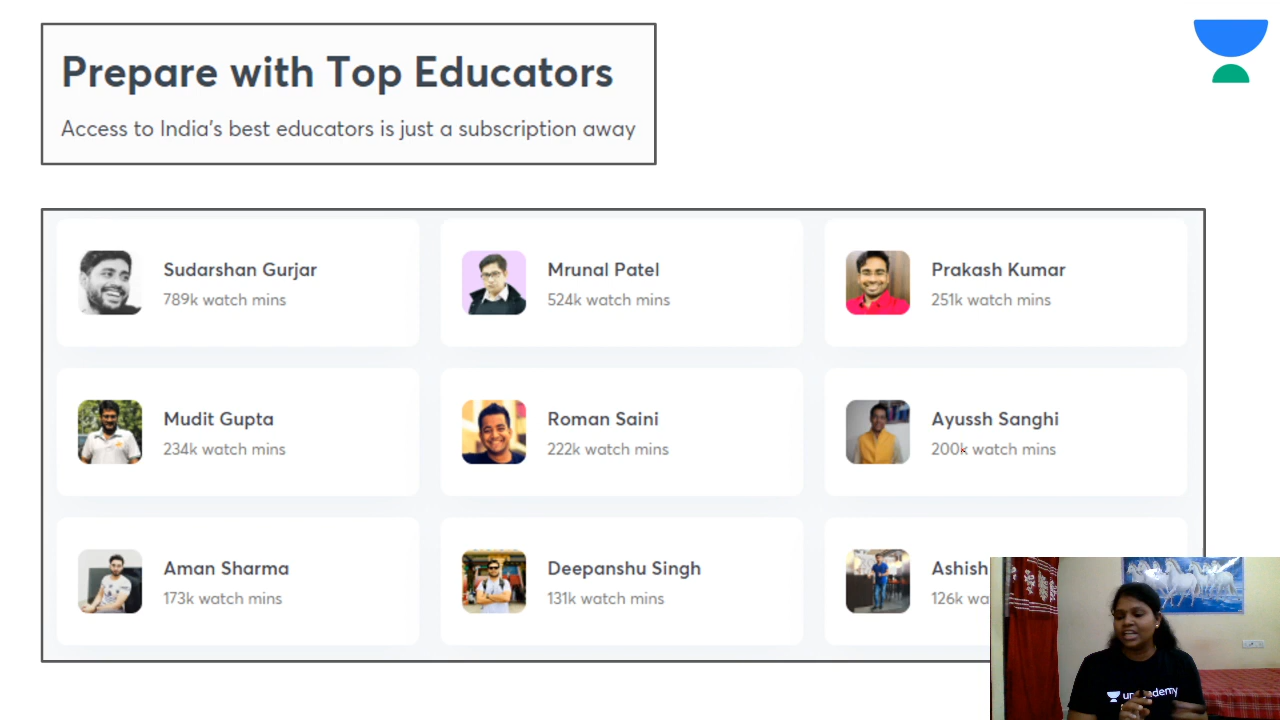 Prepare with Top Educators
Access to India's best educators is just a subscription away
Sudarshan Gurjar
789k watch mins
Mrunal Patel
524k watch mins
Prakash Kumar
251k watch mins
Mudit Gupta
234k watch mins
Roman Saini
222k watch mins
Ayussh Sanghi
200k watch mins
Aman Sharma
173k watch mins
Deepanshu Singh
131k watch mins
Ashish
126k